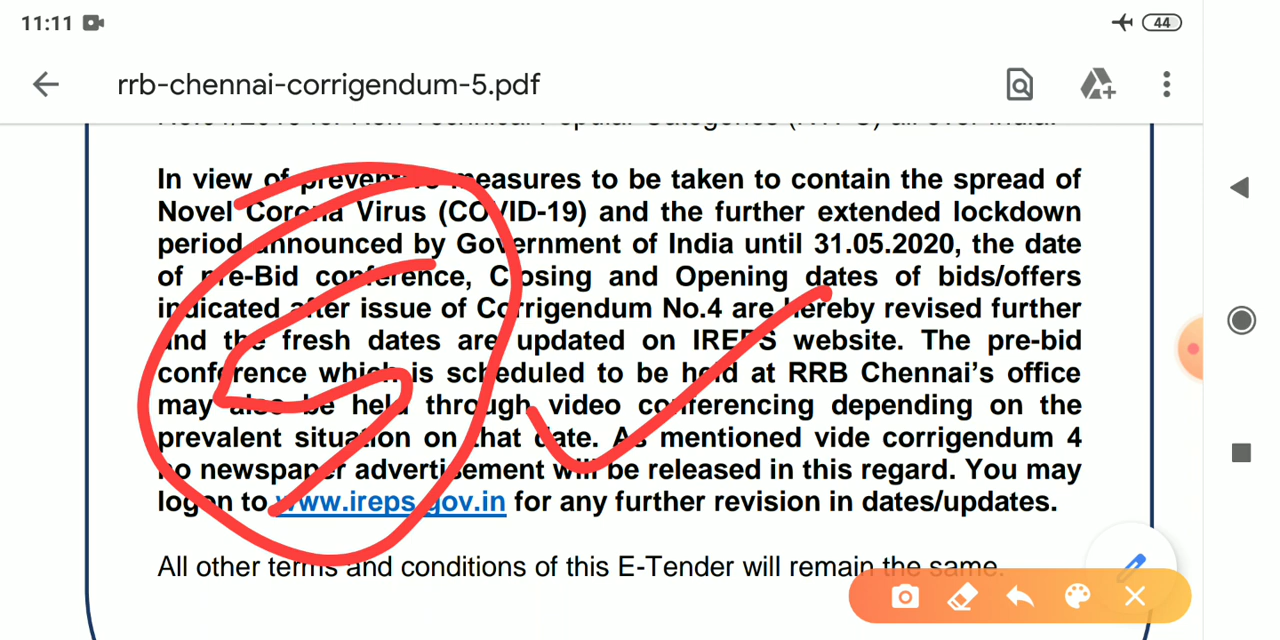 11:11
44
rrb-chennai-corrigendum-5.pdf
In view of preventive measures to be taken to contain the spread of
Novel Corona Virus (COVID-19) and the further extended lockdown
period announced by Government of India until 31.05.2020, the date
of pre-Bid conference, Closing and Opening dates of bids/offers
indicated after issue of Corrigendum No.4 are hereby revised further
and the fresh dates are updated on IREPS website. The pre-bid
conference which is scheduled to be held at RRB Chennai's office
may also be held through video conferencing depending on the
prevalent situation on that date. As mentioned vide corrigendum 4
no newspaper advertisement will be released in this regard. You may
logon to www.ireps.gov.in for any further revision in dates/updates.
All other terms and conditions of this E-Tender will remain the same.